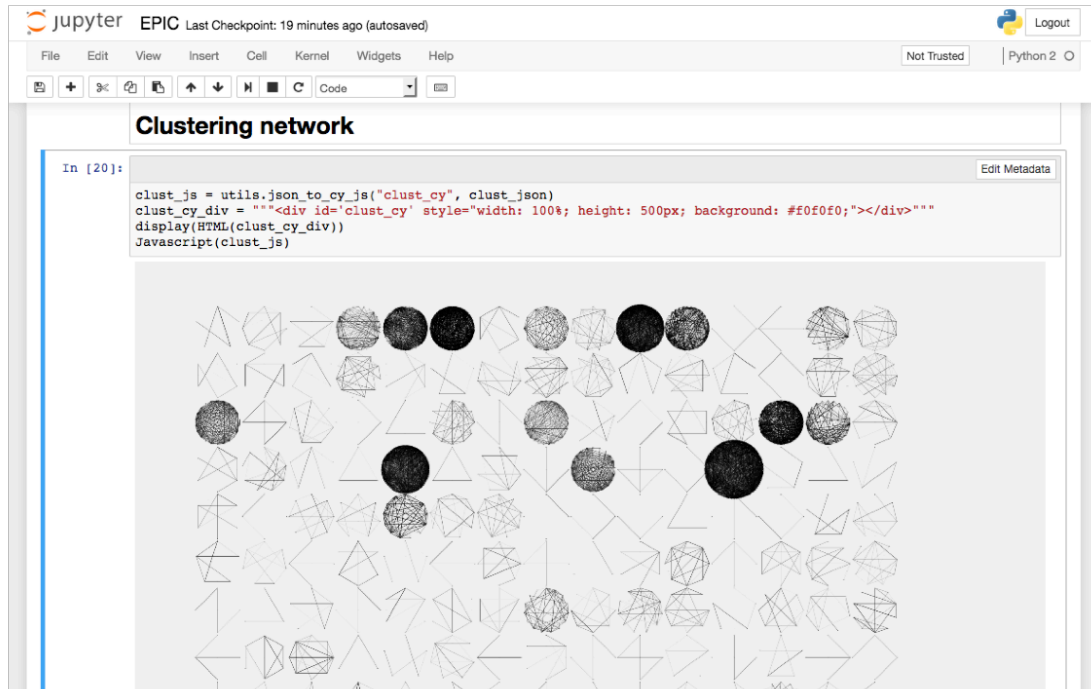 jupyter EPIC Last Checkpoint: 19 minutes ago (autosaved) Logout
File Edit View Insert Cell Kernel Widgets Help Not Trusted Python 2
Code
Clustering network
In [20]:
Edit Metadata
clust_js = utils.json_to_cy_js("clust_cy", clust_json)
clust_cy_div = """<div id='clust_cy' style="width: 100%; height: 500px; background: #f0f0f0;"></div>"""
display(HTML(clust_cy_div))
Javascript(clust_js)